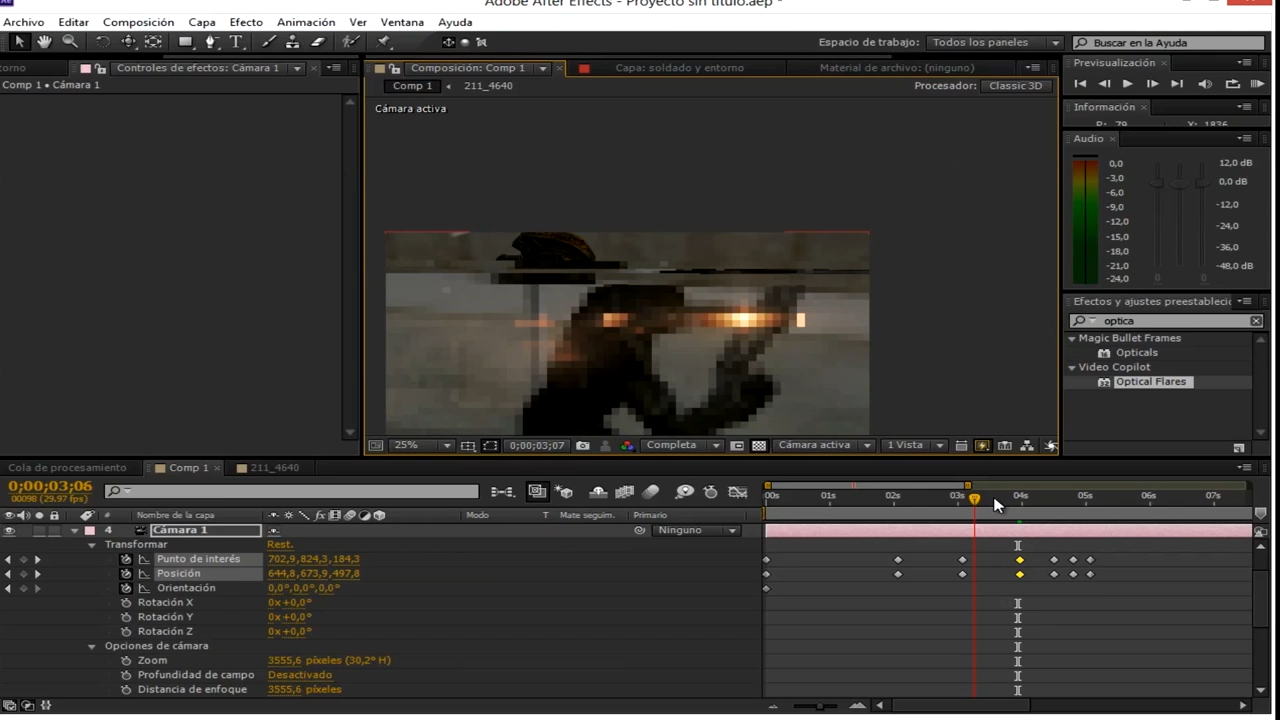 Adobe After Effects - Proyecto sin título.aep *
Archivo Editar Composición Capa Efecto Animación Ver Ventana Ayuda
Espacio de trabajo: Todos los paneles Buscar en la Ayuda
torno Controles de efectos: Cámara 1 Composición: Comp 1 Capa: soldado y entorno Material de archivo: (ninguno) Previsualización
Comp 1 • Cámara 1 Comp 1 211_4640 Procesador: Classic 3D
Cámara activa Información
Audio
0,0 12,0 dB
-3,0 0,0 dB
-6,0
-9,0 -12,0
-12,0
-15,0 -24,0
-18,0 -36,0
-21,0
-24,0 -48,0 dB
0 0
Efectos y ajustes preestablecic
optica
Magic Bullet Frames
Opticals
Video Copilot
Optical Flares
25% 0;00;03;07 Completa Cámara activa 1 Vista
Cola de procesamiento Comp 1 211_4640
0;00;03;06
00098 (29.97 fps)
:00s 01s 02s 03s 04s 05s 06s 07s
Nº Nombre de la capa Modo T Mate seguim. Primario
4 Cámara 1 Ninguno
Transformar Rest.
Punto de interés 702,9,824,3,184,3
Posición 644,8,673,9,497,8
Orientación 0,0°,0,0°,0,0°
Rotación X 0x+0,0°
Rotación Y 0x+0,0°
Rotación Z 0x+0,0°
Opciones de cámara
Zoom 3555,6 píxeles (30,2° H)
Profundidad de campo Desactivado
Distancia de enfoque 3555,6 píxeles